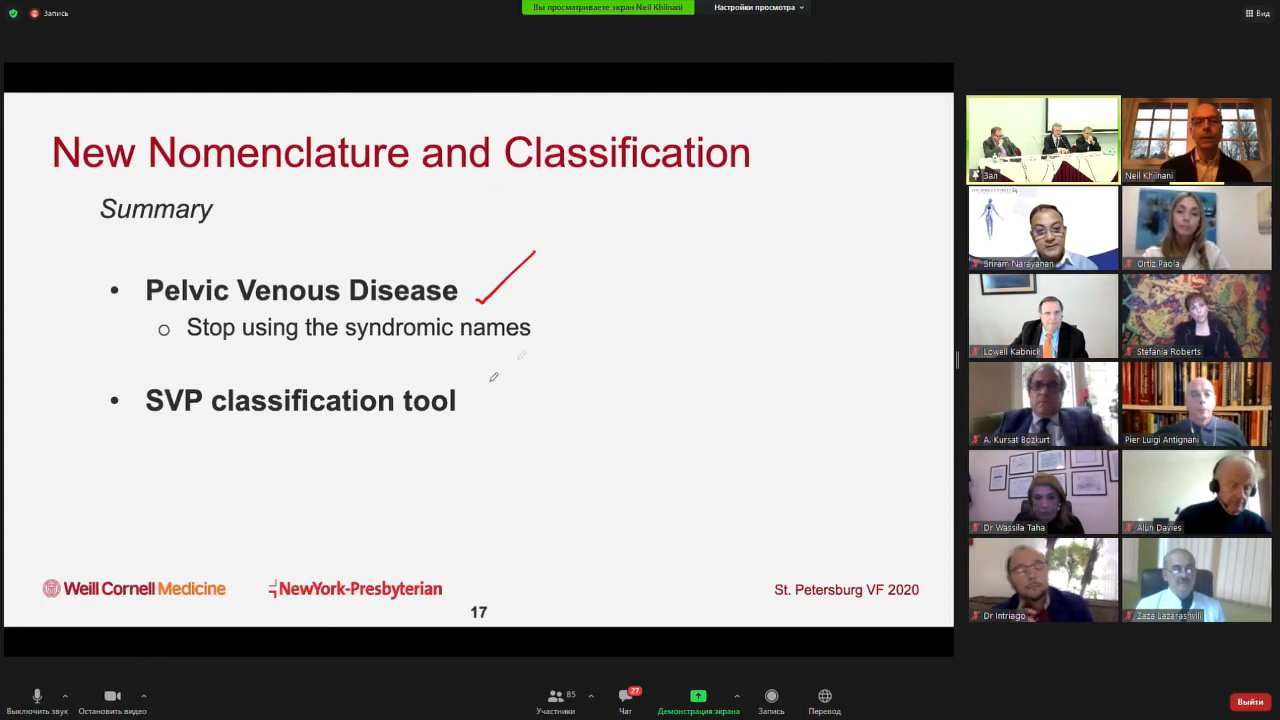 Запись
Вы просматриваете экран Neil Khilnani
Настройки просмотра
Вид
New Nomenclature and Classification
Summary
• Pelvic Venous Disease
o Stop using the syndromic names
• SVP classification tool
Weill Cornell Medicine
NewYork-Presbyterian
St. Petersburg VF 2020
17
Зал
Neil Khilnani
Sriram Narayanan
Ortiz Paola
Lowell Kabnick
Stefania Roberts
A. Kursat Bozkurt
Pier Luigi Antignani
Dr Wassila Taha
Alun Davies
Dr Intriago
Zaza Lazarashvili
Выключить звук
Остановить видео
85
Участники
27
Чат
Демонстрация экрана
Запись
Перевод
Выйти